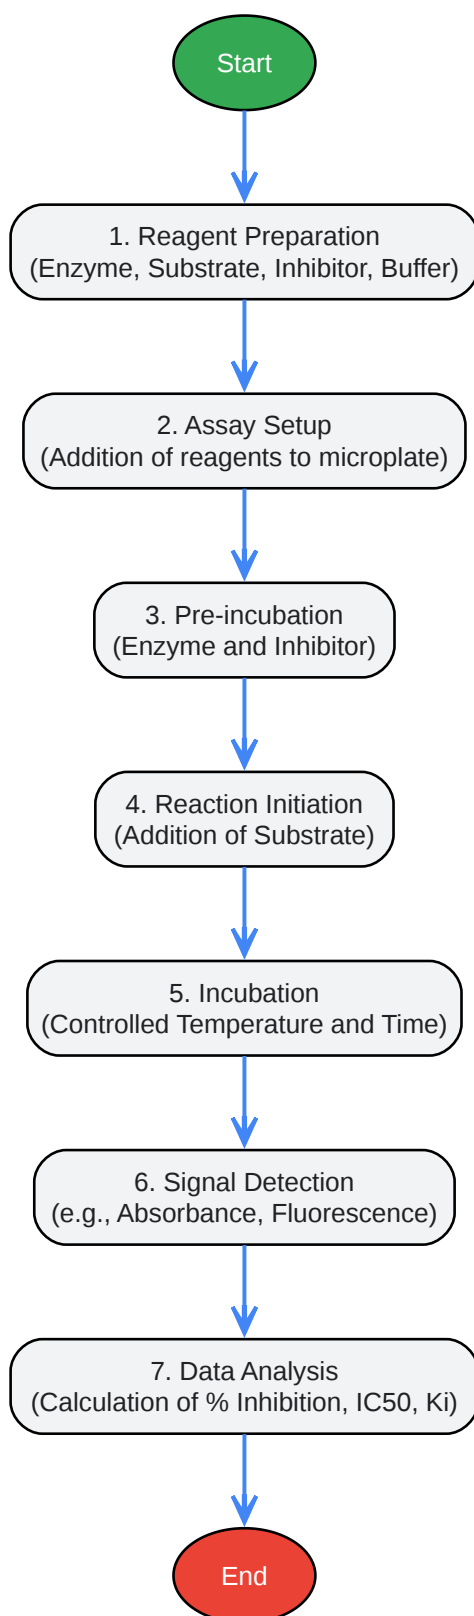 Start
1. Reagent Preparation
(Enzyme, Substrate, Inhibitor, Buffer)
2. Assay Setup
(Addition of reagents to microplate)
3. Pre-incubation
(Enzyme and Inhibitor)
4. Reaction Initiation
(Addition of Substrate)
5. Incubation
(Controlled Temperature and Time)
6. Signal Detection
(e.g., Absorbance, Fluorescence)
7. Data Analysis
(Calculation of % Inhibition, IC50, Ki)
End